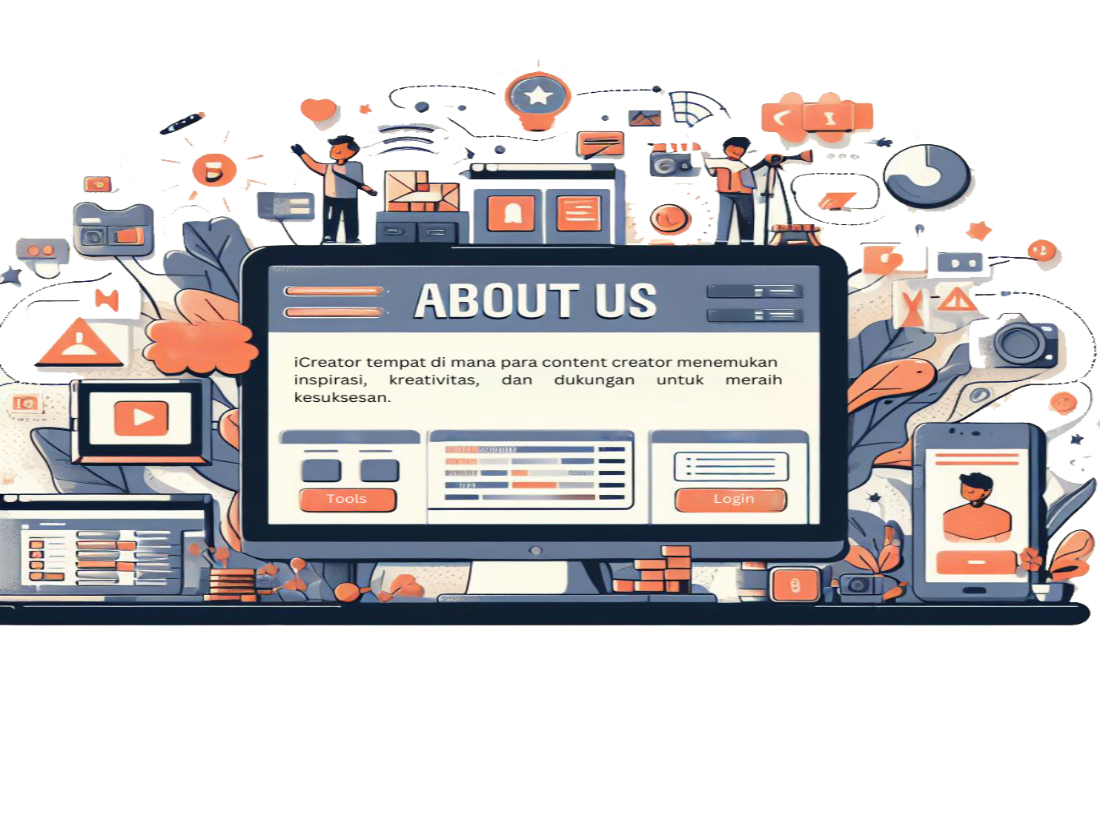 ABOUT US
iCreator tempat di mana para content creator menemukan
inspirasi, kreativitas, dan dukungan untuk meraih
kesuksesan.
Tools
Login